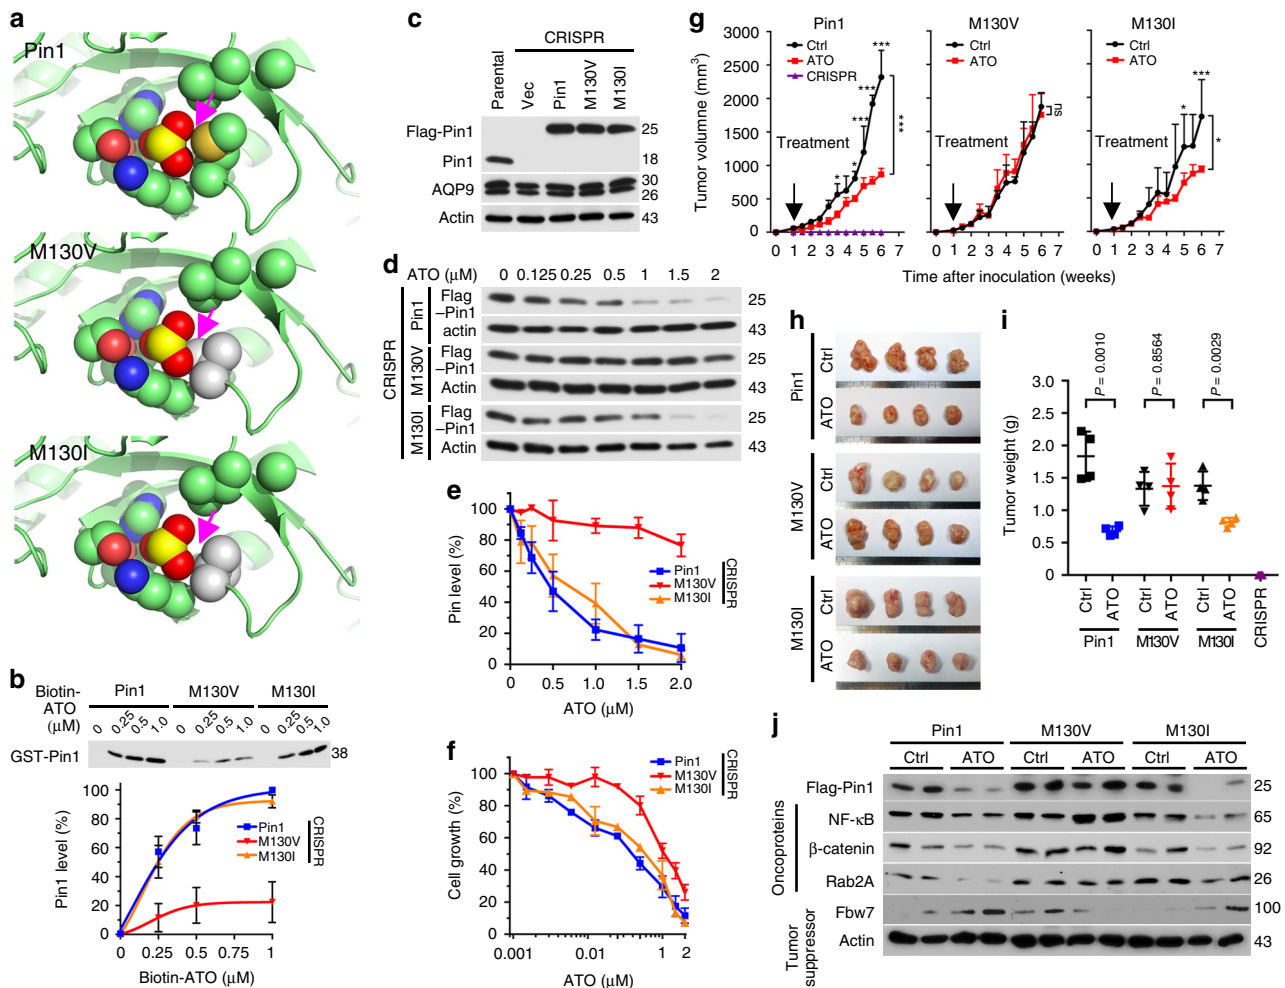 a
Pin1
M130V
M130I
b
Biotin-ATO (μM)
Pin1 M130V M130I
0 0.25 0.5 1.0 0 0.25 0.5 1.0 0 0.25 0.5 1.0
GST-Pin1 38
Pin1 level (%)
100
80
60
40
20
0
Pin1
M130V
M130I
CRISPR
0 0.25 0.5 0.75 1
Biotin-ATO (μM)
c
CRISPR
Parental Vec Pin1 M130V M130I
Flag-Pin1 25
Pin1 18
AQP9 30
26
Actin 43
d
ATO (μM) 0 0.125 0.25 0.5 1 1.5 2
CRISPR
Pin1
Flag
–Pin1 25
actin 43
M130V
Flag
–Pin1 25
Actin 43
M130I
Flag
–Pin1 25
Actin 43
e
Pin level (%)
100
80
60
40
20
0
Pin1
M130V
M130I
CRISPR
0 0.5 1.0 1.5 2.0
ATO (μM)
f
Cell growth (%)
100
80
60
40
20
0
Pin1
M130V
M130I
CRISPR
0.001 0.01 1 2
ATO (μM)
g
Pin1 M130V M130I
Tumor volumne (mm3)
3000
2500
2000
1500
1000
500
0
Ctrl
ATO
CRISPR
Treatment
* * *** *** *** ***
0 1 2 3 4 5 6 7
Ctrl
ATO
Treatment
ns
0 1 2 3 4 5 6 7
Ctrl
ATO
Treatment
* *** *
0 1 2 3 4 5 6 7
Time after inoculation (weeks)
h
Pin1
Ctrl
ATO
M130V
Ctrl
ATO
M130I
Ctrl
ATO
i
P = 0.0010
P = 0.8564
P = 0.0029
Tumor weight (g)
3.0
2.5
2.0
1.5
1.0
0.5
0
Ctrl ATO Ctrl ATO Ctrl ATO CRISPR
Pin1 M130V M130I
j
Pin1 M130V M130I
Ctrl ATO Ctrl ATO Ctrl ATO
Flag-Pin1 25
Oncoproteins
NF-κB 65
β-catenin 92
Rab2A 26
Tumor suppressor
Fbw7 100
Actin 43